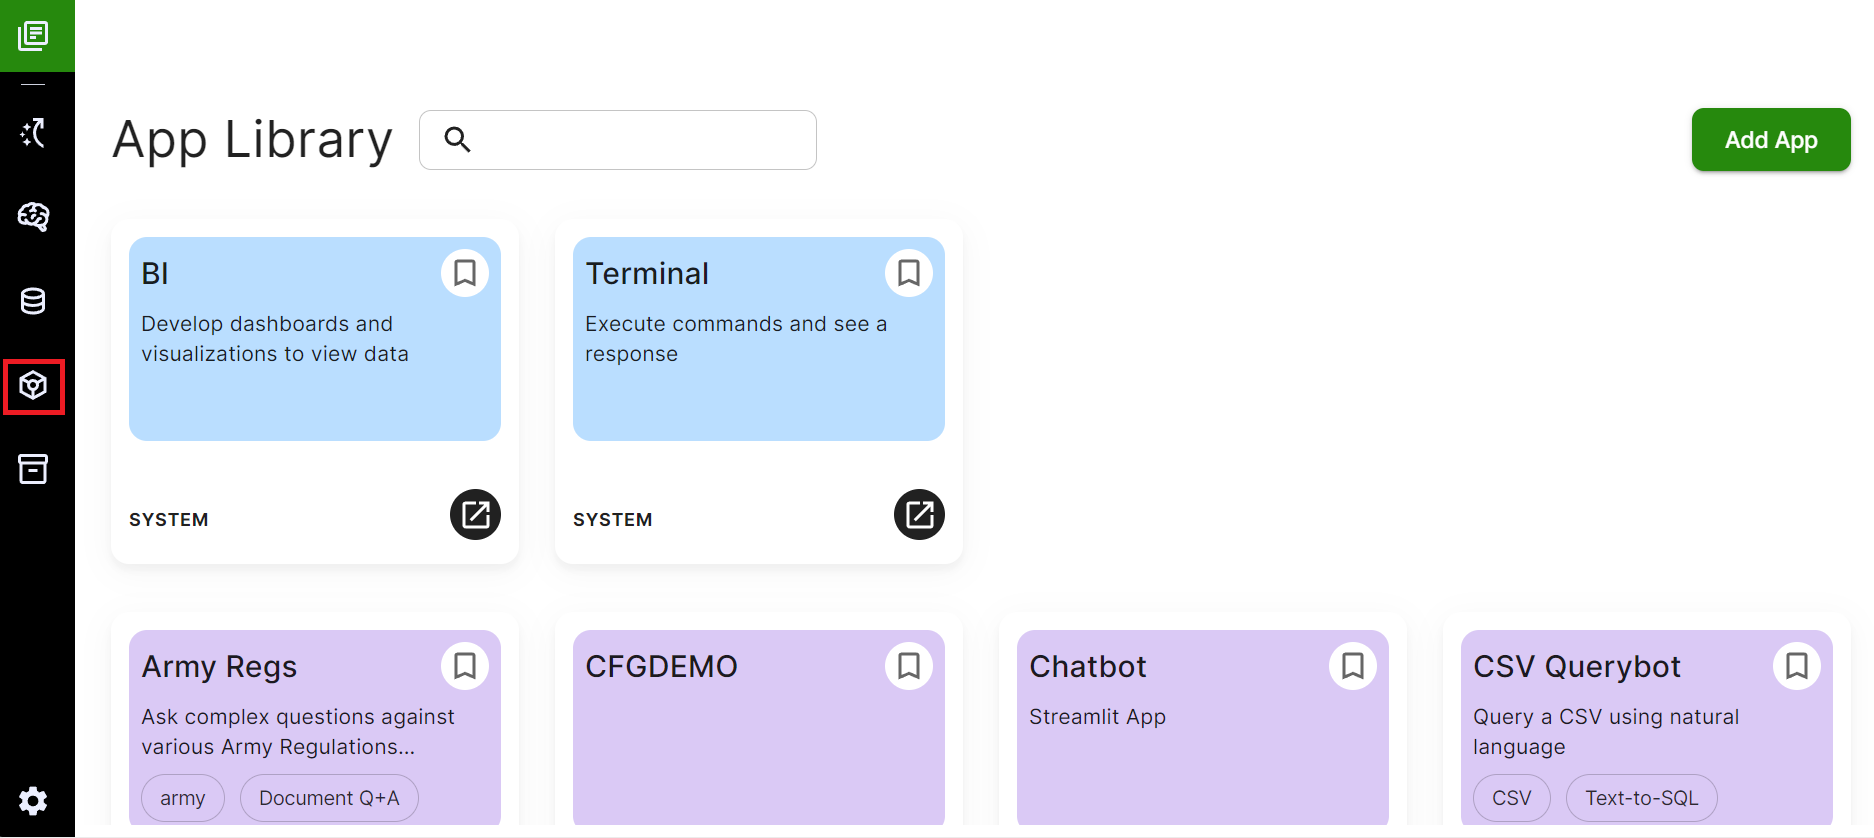 App Library
Add App
BI
Develop dashboards and
visualizations to view data
SYSTEM
Terminal
Execute commands and see a
response
SYSTEM
Army Regs
Ask complex questions against
various Army Regulations...
army
Document Q+A
CFGDEMO
Chatbot
Streamlit App
CSV Querybot
Query a CSV using natural
language
CSV
Text-to-SQL